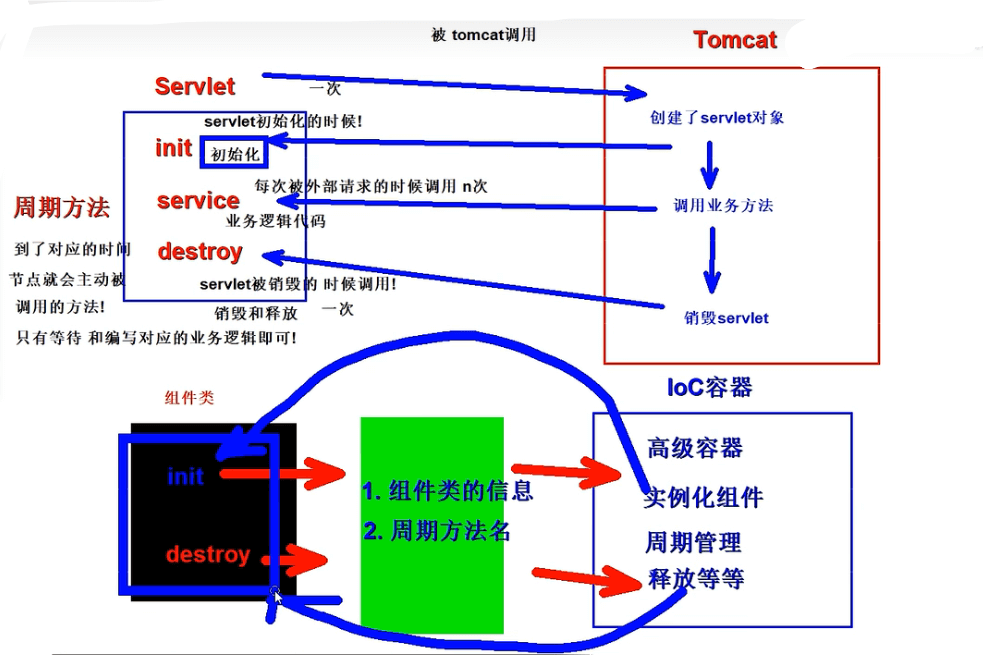 被 tomcat调用
Tomcat
Servlet
一次
创建了servlet对象
servlet初始化的时候!
init
初始化
每次被外部请求的时候调用 n次
周期方法
service
调用业务方法
业务逻辑代码
到了对应的时间
destroy
节点就会主动被
servlet被销毁的 时候调用!
调用的方法!
销毁和释放
一次
销毁servlet
只有等待 和编写对应的业务逻辑即可!
IoC容器
组件类
高级容器
init
1. 组件类的信息
实例化组件
2. 周期方法名
周期管理
destroy
释放等等